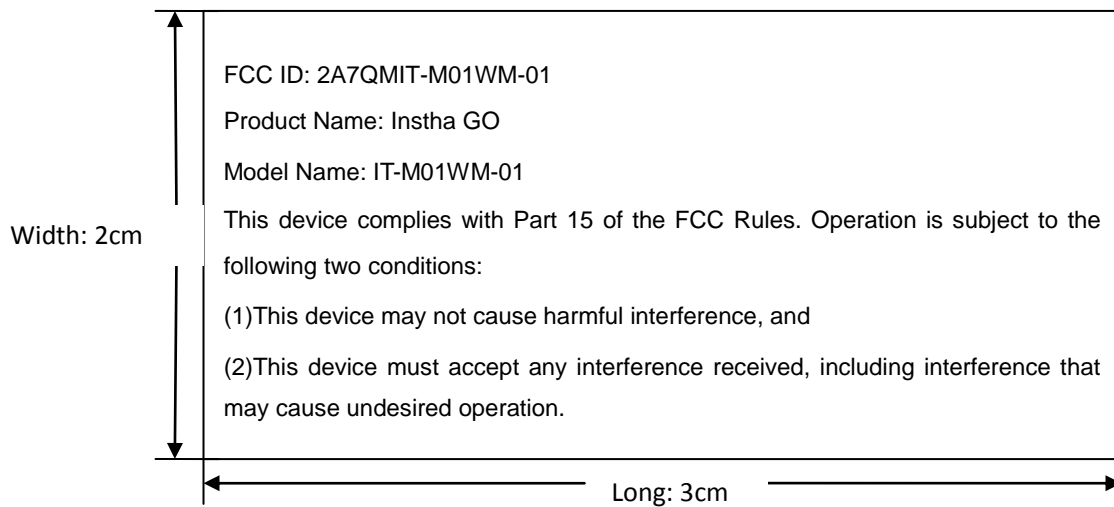 FCC ID: 2A7QMIT-M01WM-01
Product Name: Instha GO
Model Name: IT-M01WM-01
This device complies with Part 15 of the FCC Rules. Operation is subject to the
Width: 2cm
following two conditions:
(1)This device may not cause harmful interference, and
(2)This device must accept any interference received, including interference that
may cause undesired operation.
Long: 3cm